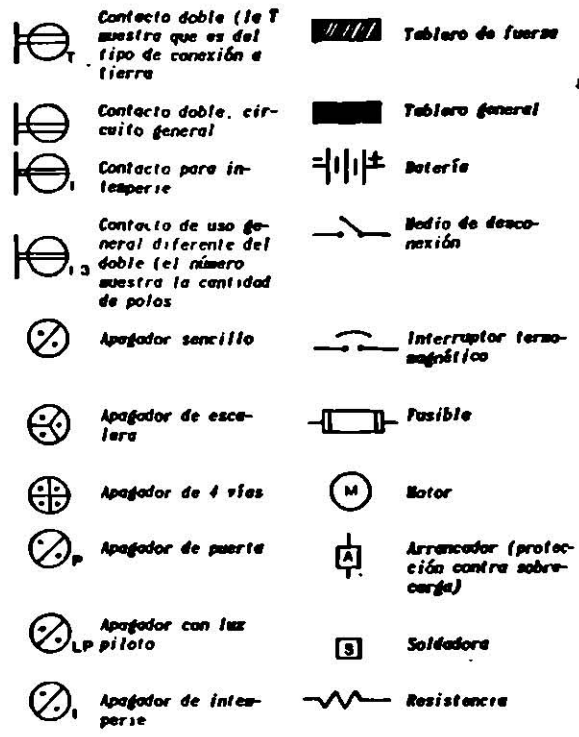 Contacto doble (la T
muestra que es del
tipo de conexión a
tierra
T
Contacto doble, cir-
cuito general
Contacto para in-
temperie
I
Contacto de uso ge-
neral diferente del
doble (el número
muestra la cantidad
de polos
I 3
Apagador sencillo
Apagador de esca-
lera
Apagador de 4 vías
Apagador de puerta
P
Apagador con luz
LP piloto
Apagador de intem-
perie
I
Tablero de fuerza
Tablero general
Batería
- +
Medio de desco-
nexión
Interruptor termo-
magnético
Fusible
M
Motor
A
Arrancador (protec-
ción contra sobre-
carga)
S
Soldadora
Resistencia